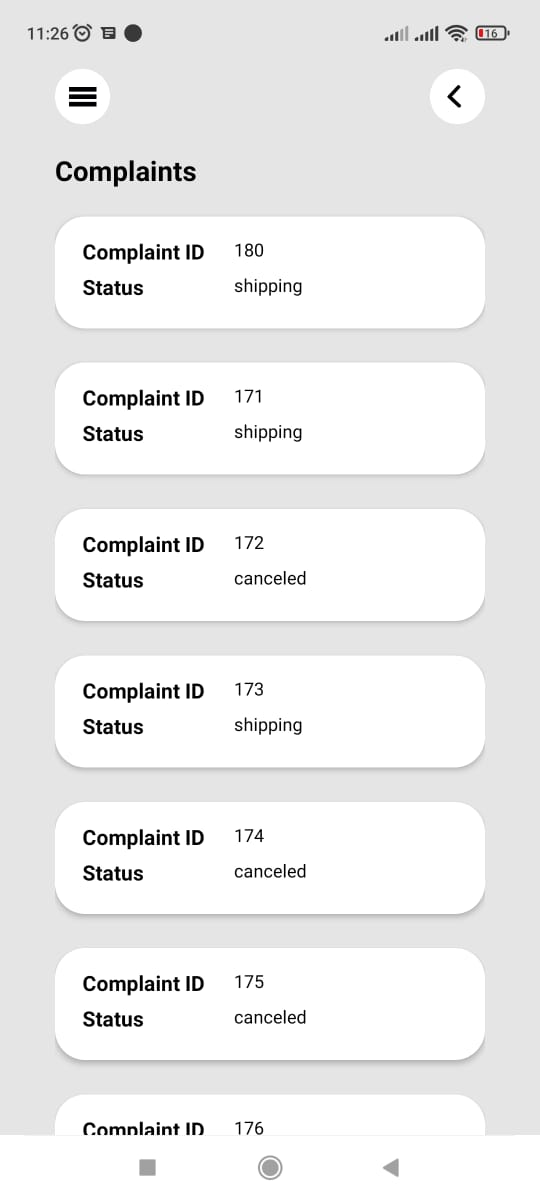 11:26
16
Complaints
Complaint ID 180
Status shipping
Complaint ID 171
Status shipping
Complaint ID 172
Status canceled
Complaint ID 173
Status shipping
Complaint ID 174
Status canceled
Complaint ID 175
Status canceled
Complaint ID 176